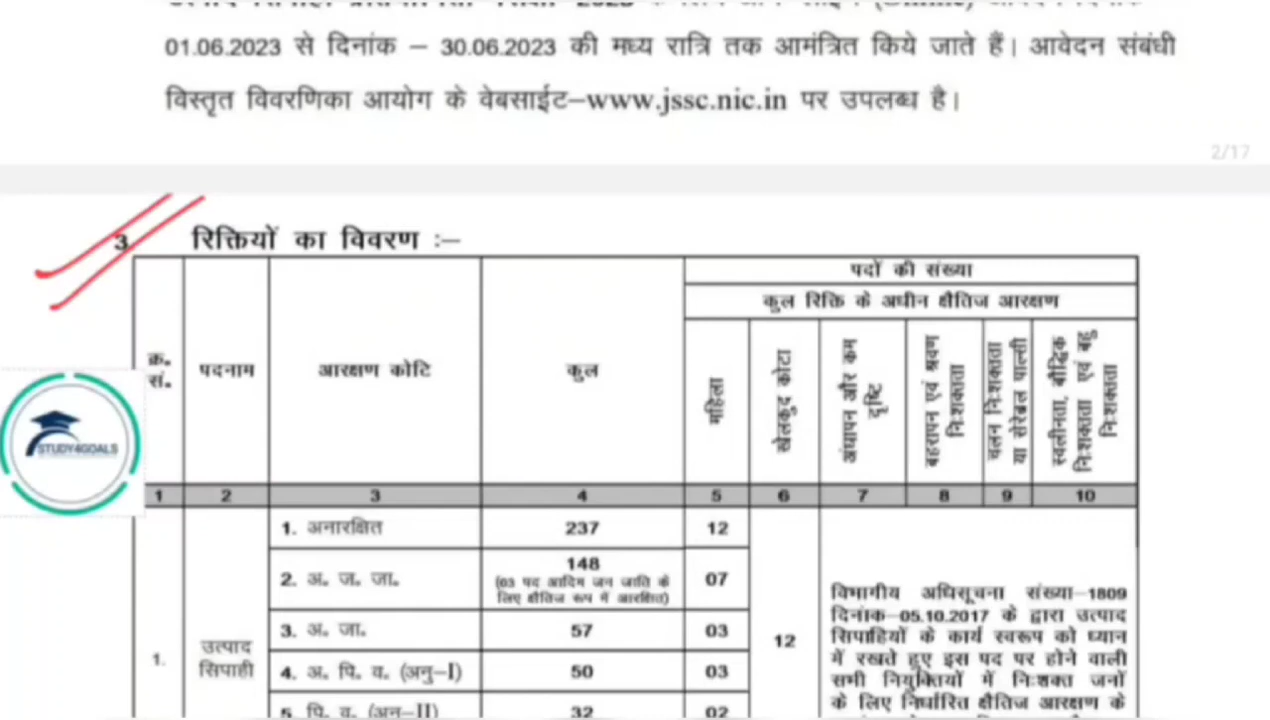 01.06.2023 से दिनांक – 30.06.2023 की मध्य रात्रि तक आमंत्रित किये जाते हैं। आवेदन संबंधी
विस्तृत विवरणिका आयोग के वेबसाईट–www.jssc.nic.in पर उपलब्ध है।
2/17
3 रिक्तियों का विवरण :–
पदों की संख्या
कुल रिक्ति के अधीन क्षैतिज आरक्षण
क्र. सं.
पदनाम
आरक्षण कोटि
कुल
महिला
खेलकुद कोटा
अंधापन और कम दृष्टि
बहरापन एवं श्रवण निःशक्तता
चलन निःशक्तता या सेरेब्रल पाल्सी
स्वलीनता, बौद्धिक निःशक्तता एवं बहु निःशक्तता
STUDY4GOALS
1 2 3 4 5 6 7 8 9 10
1. अनारक्षित 237 12
2. अ. ज. जा. 148 07
(03 पद आदिम जन जाति के
लिए क्षैतिज रूप में आरक्षित)
3. अ. जा. 57 03
4. अ. पि. व. (अनु–I) 50 03
5. पि. व. (अनु–II) 32 02
1.
उत्पाद
सिपाही
12
विभागीय अधिसूचना संख्या–1809
दिनांक–05.10.2017 के द्वारा उत्पाद
सिपाहियों के कार्य स्वरूप को ध्यान
में रखते हुए इस पद पर होने वाली
सभी नियुक्तियों में निःशक्त जनों
के लिए निर्धारित क्षैतिज आरक्षण के